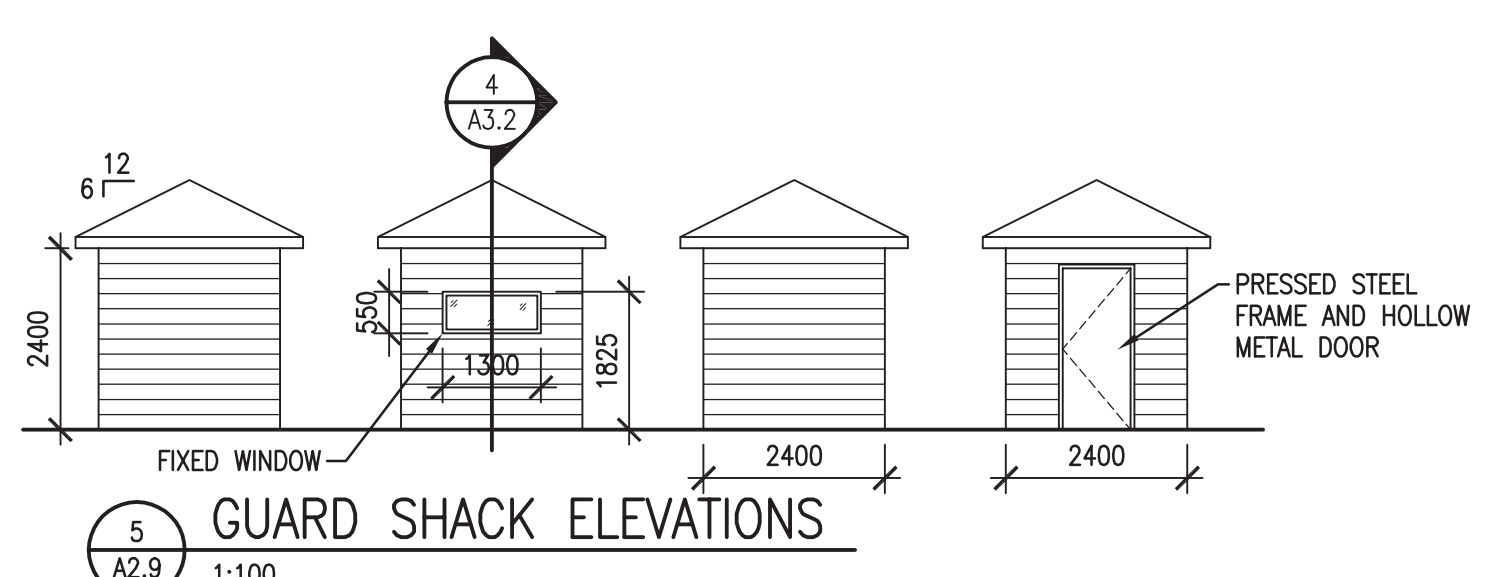 4
A3.2
12
6
2400
550
1300
1825
PRESSED STEEL
FRAME AND HOLLOW
METAL DOOR
FIXED WINDOW
2400
2400
5
A2.9
GUARD SHACK ELEVATIONS
1:100